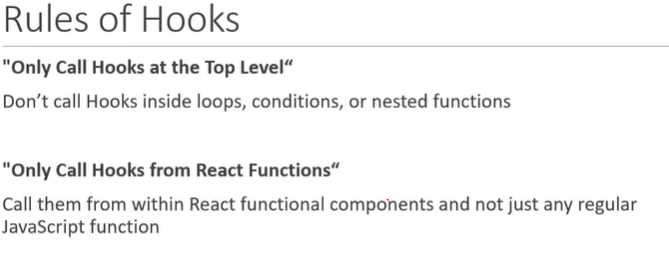 Rules of Hooks
"Only Call Hooks at the Top Level“
Don’t call Hooks inside loops, conditions, or nested functions
"Only Call Hooks from React Functions“
Call them from within React functional components and not just any regular
JavaScript function